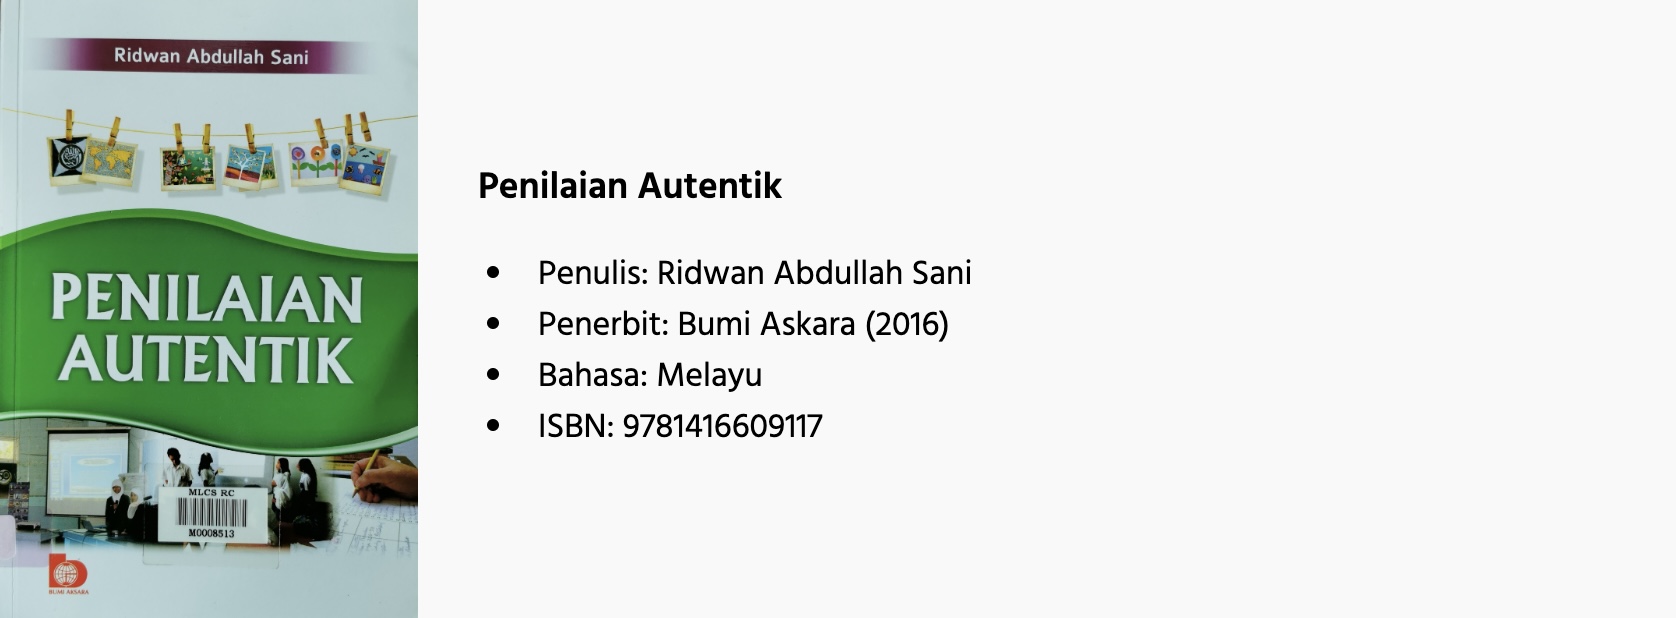 Ridwan Abdullah Sani
PENILAIAN
AUTENTIK
MLCS RC
M0008513
BUMI AKSARA
Penilaian Autentik
• Penulis: Ridwan Abdullah Sani
• Penerbit: Bumi Askara (2016)
• Bahasa: Melayu
• ISBN: 9781416609117